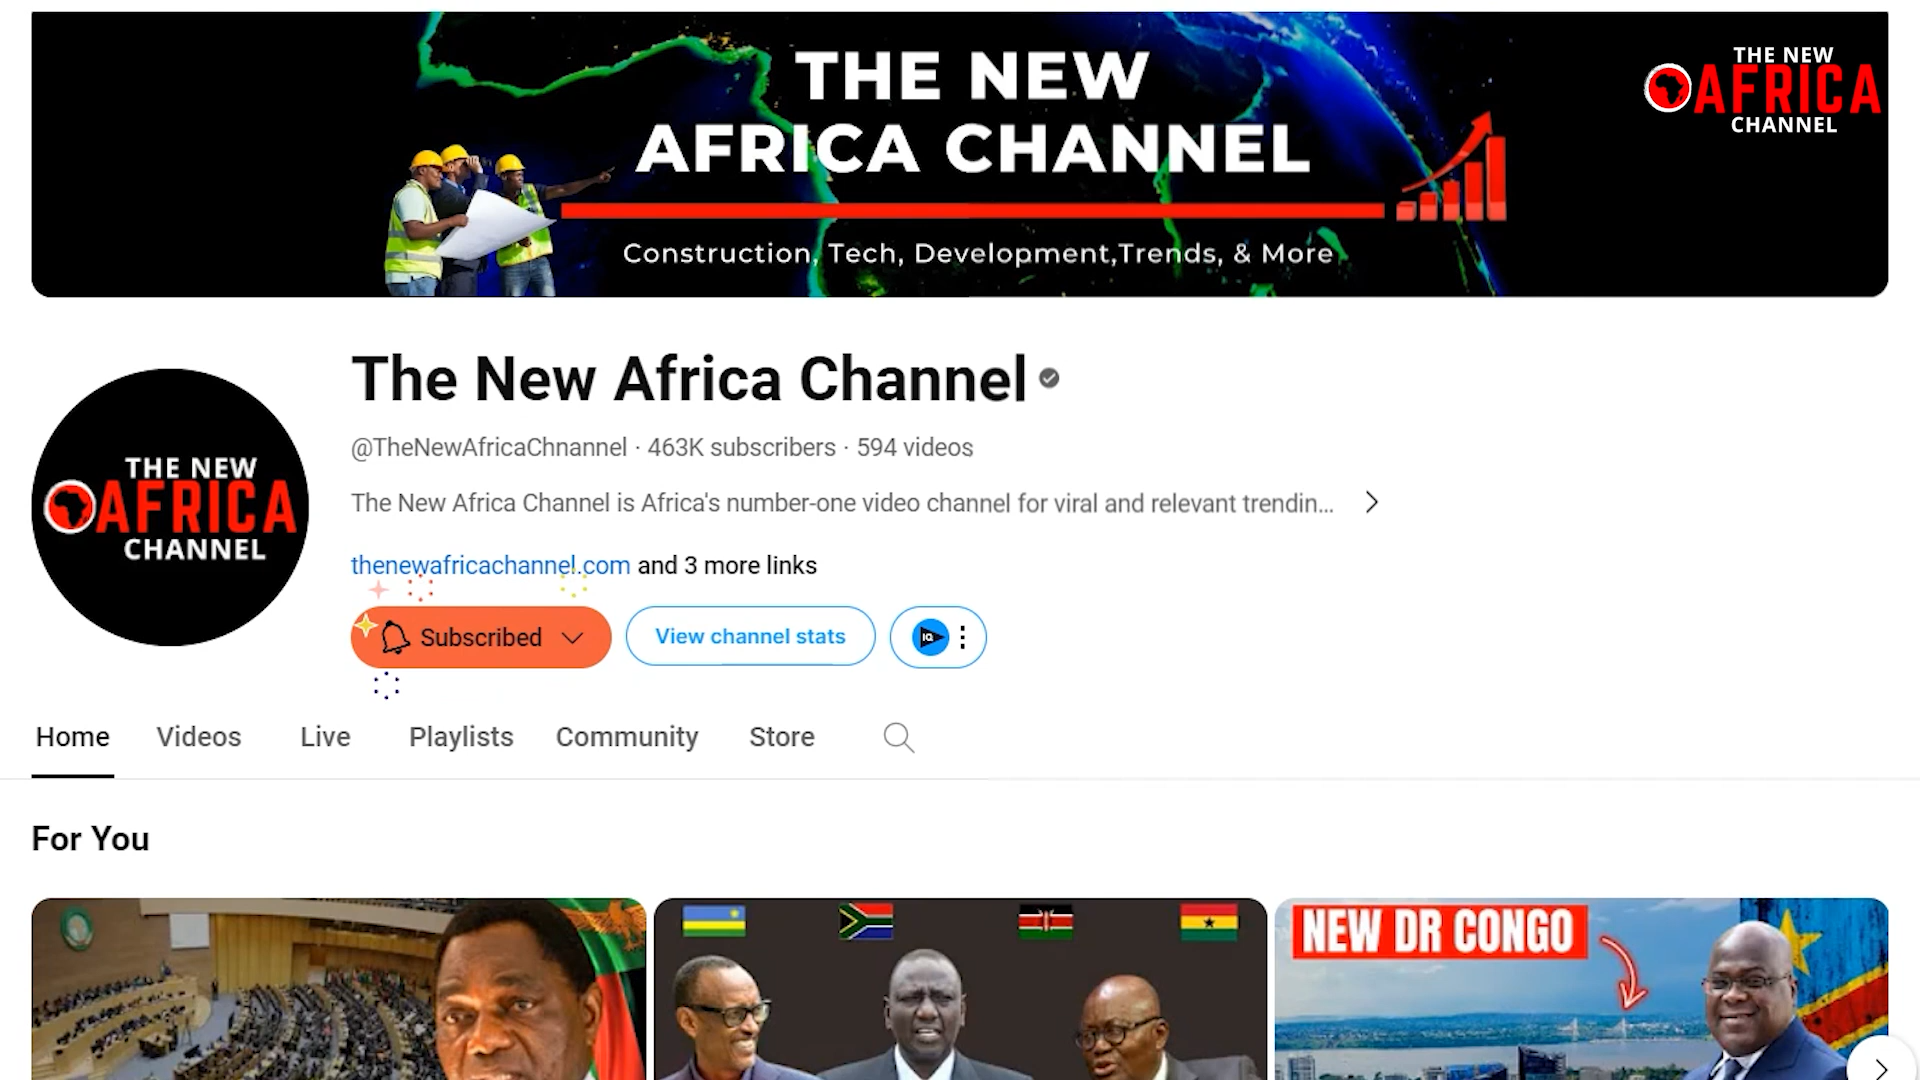 THE NEW
AFRICA CHANNEL
Construction, Tech, Development,Trends, & More
THE NEW
AFRICA
CHANNEL
The New Africa Channel
@TheNewAfricaChnannel · 463K subscribers · 594 videos
The New Africa Channel is Africa's number-one video channel for viral and relevant trendin...
thenewafricachannel.com and 3 more links
THE NEW
AFRICA
CHANNEL
Subscribed
View channel stats
IQ
Home
Videos
Live
Playlists
Community
Store
For You
NEW DR CONGO